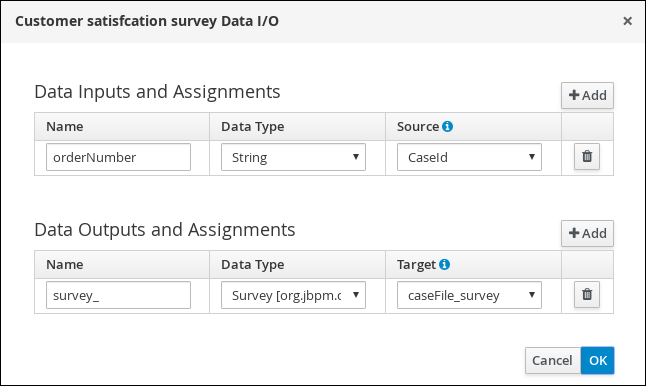 Customer satisfcation survey Data I/O ×
Data Inputs and Assignments
Add
Name Data Type Source
orderNumber String CaseId
Data Outputs and Assignments
Add
Name Data Type Target
survey_ Survey [org.jbpm.c caseFile_survey
Cancel OK